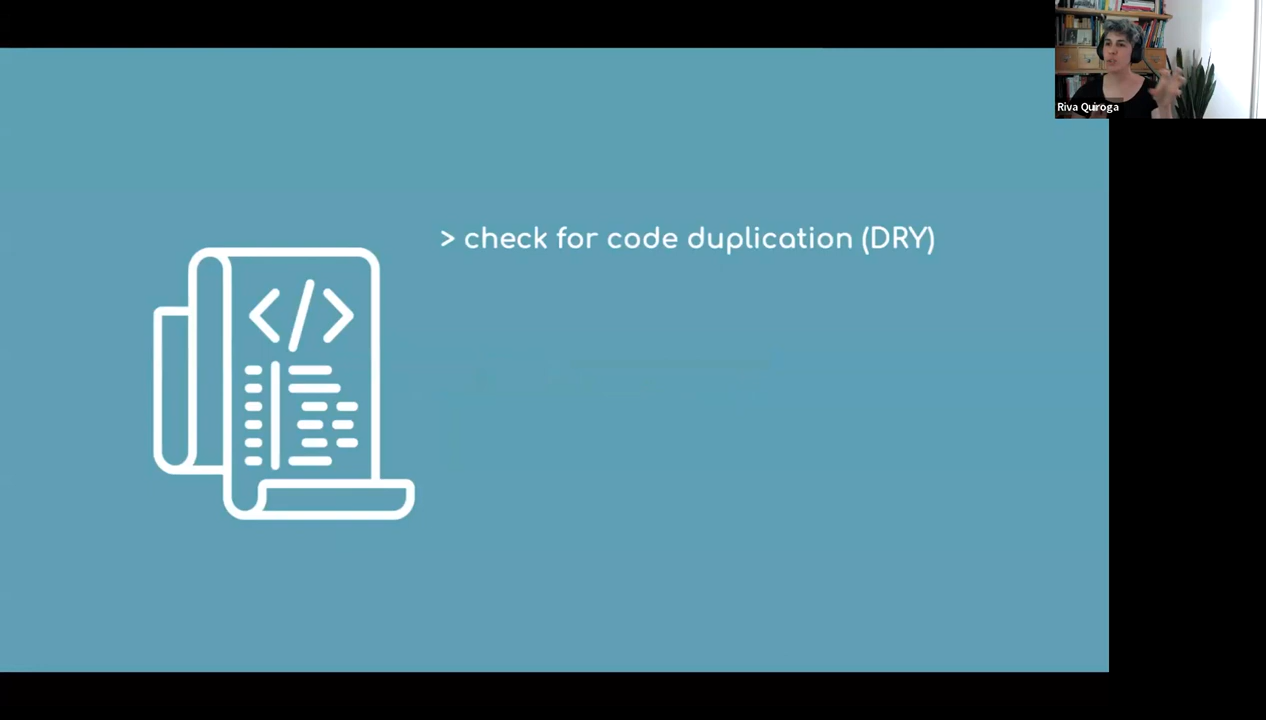 Riva Quiroga
> check for code duplication (DRY)
</>